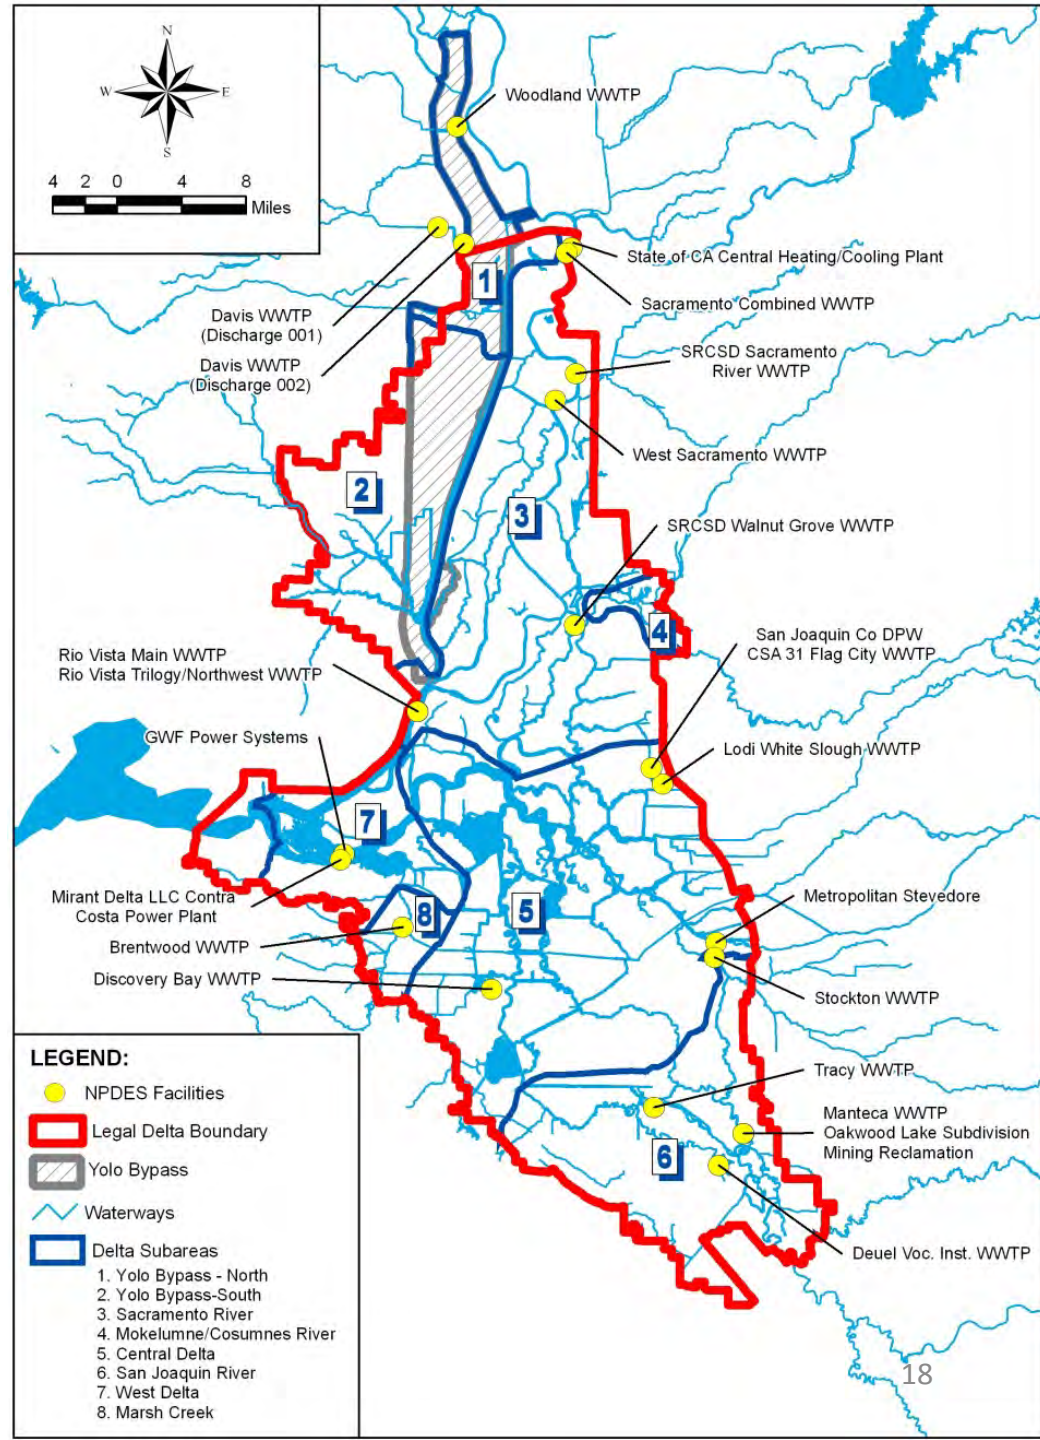 N
W
E
S
4 2 0 4 8
Miles
Woodland WWTP
State of CA Central Heating/Cooling Plant
1
Sacramento Combined WWTP
Davis WWTP
(Discharge 001)
Davis WWTP
(Discharge 002)
SRCSD Sacramento
River WWTP
West Sacramento WWTP
2
3
SRCSD Walnut Grove WWTP
4
San Joaquin Co DPW
CSA 31 Flag City WWTP
Rio Vista Main WWTP
Rio Vista Trilogy/Northwest WWTP
GWF Power Systems
Lodi White Slough WWTP
7
Mirant Delta LLC Contra
Costa Power Plant
8
5
Metropolitan Stevedore
Brentwood WWTP
Discovery Bay WWTP
Stockton WWTP
Tracy WWTP
Manteca WWTP
Oakwood Lake Subdivision
Mining Reclamation
6
Deuel Voc. Inst. WWTP
LEGEND:
NPDES Facilities
Legal Delta Boundary
Yolo Bypass
Waterways
Delta Subareas
1. Yolo Bypass - North
2. Yolo Bypass-South
3. Sacramento River
4. Mokelumne/Cosumnes River
5. Central Delta
6. San Joaquin River
7. West Delta
8. Marsh Creek
18